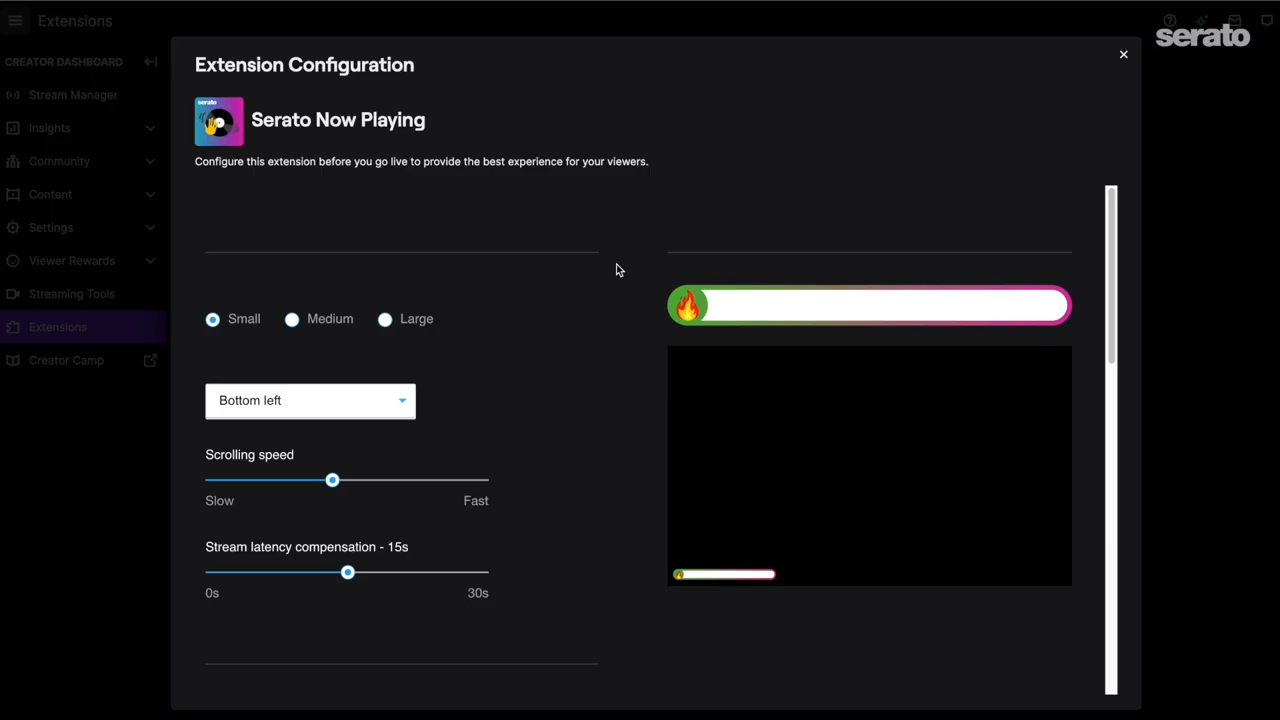 Extensions
serato
CREATOR DASHBOARD
Stream Manager
Insights
Community
Content
Settings
Viewer Rewards
Streaming Tools
Extensions
Creator Camp
Extension Configuration
serato
Serato Now Playing
Configure this extension before you go live to provide the best experience for your viewers.
Small Medium Large
Bottom left
Scrolling speed
Slow Fast
Stream latency compensation - 15s
0s 30s